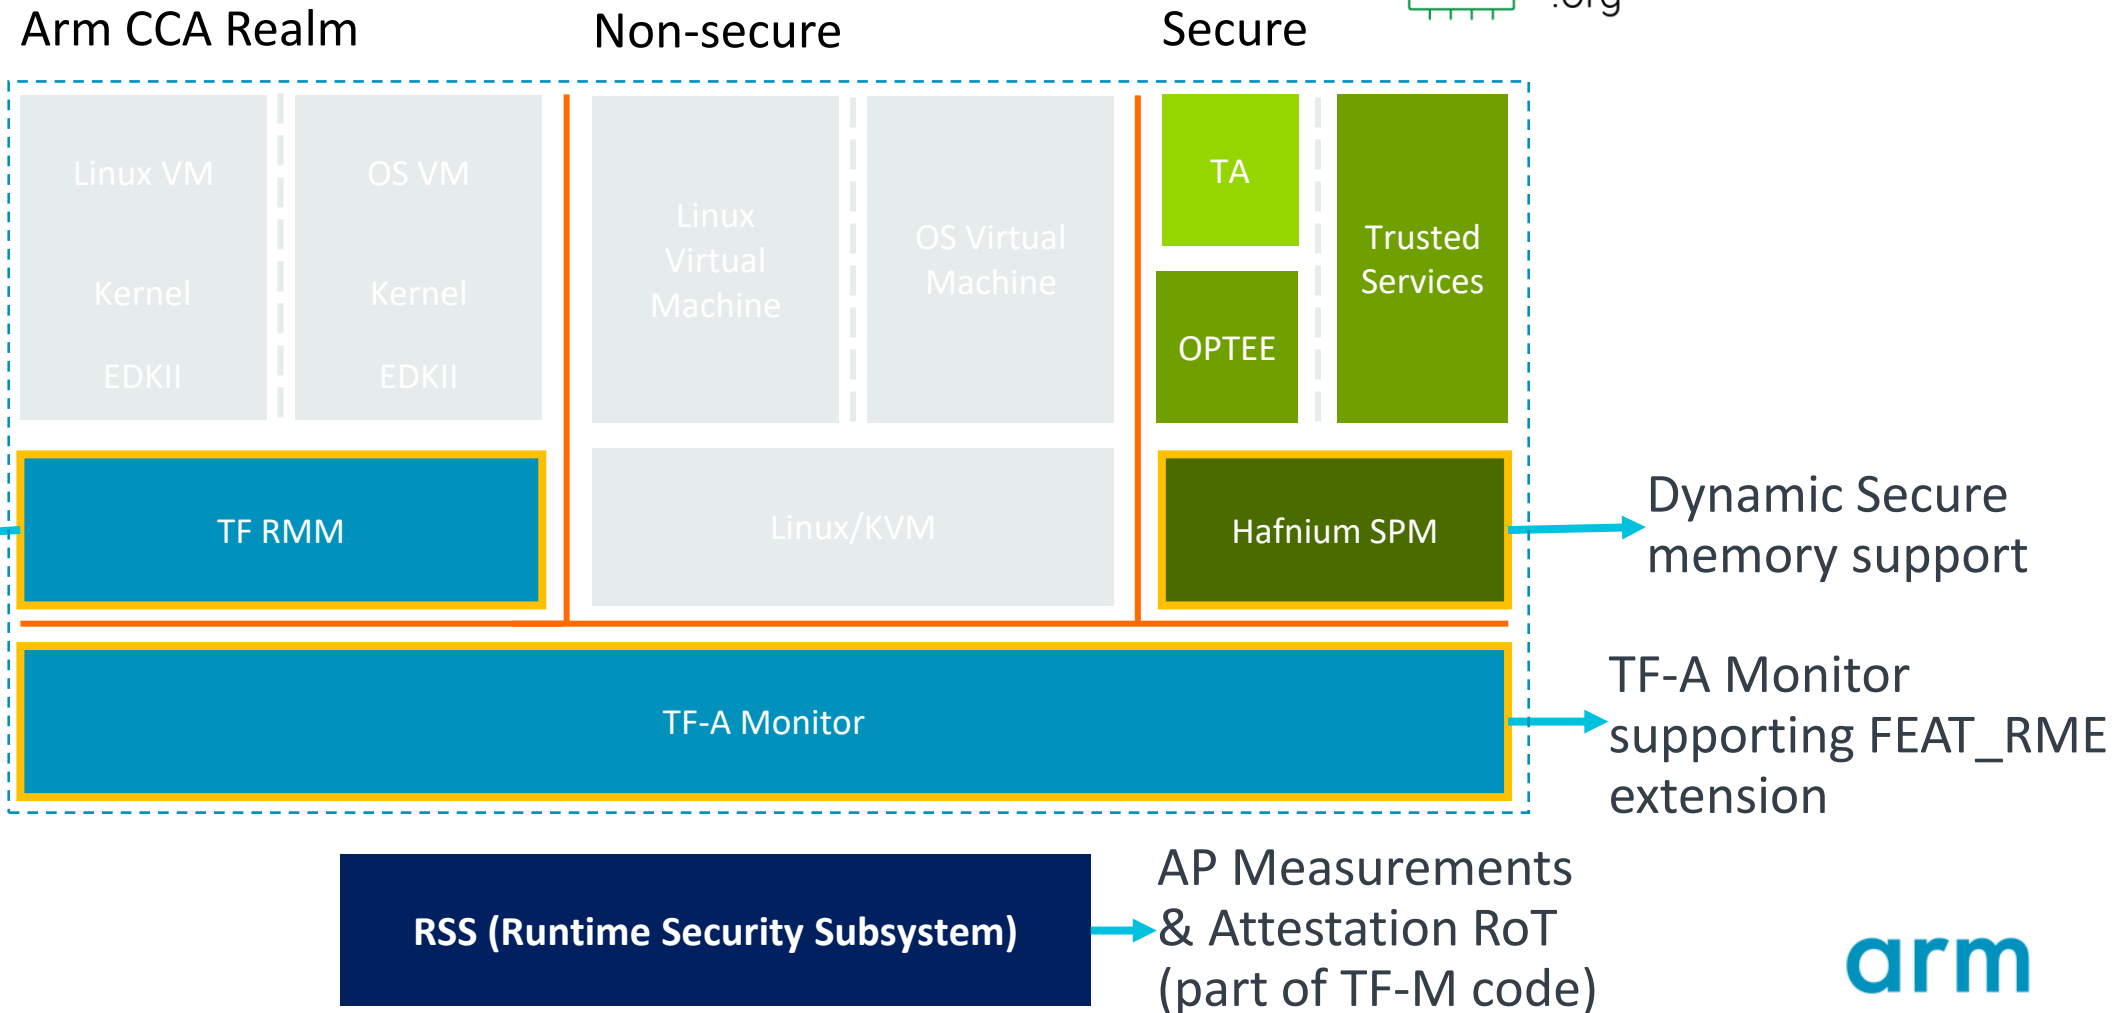 .org
Arm CCA Realm
Non-secure
Secure
Linux VM
Kernel
EDKII
OS VM
Kernel
EDKII
Linux
Virtual
Machine
OS Virtual
Machine
TA
OPTEE
Trusted
Services
TF RMM
Linux/KVM
Hafnium SPM
Dynamic Secure
memory support
TF-A Monitor
TF-A Monitor
supporting FEAT_RME
extension
RSS (Runtime Security Subsystem)
AP Measurements
& Attestation RoT
(part of TF-M code)
arm